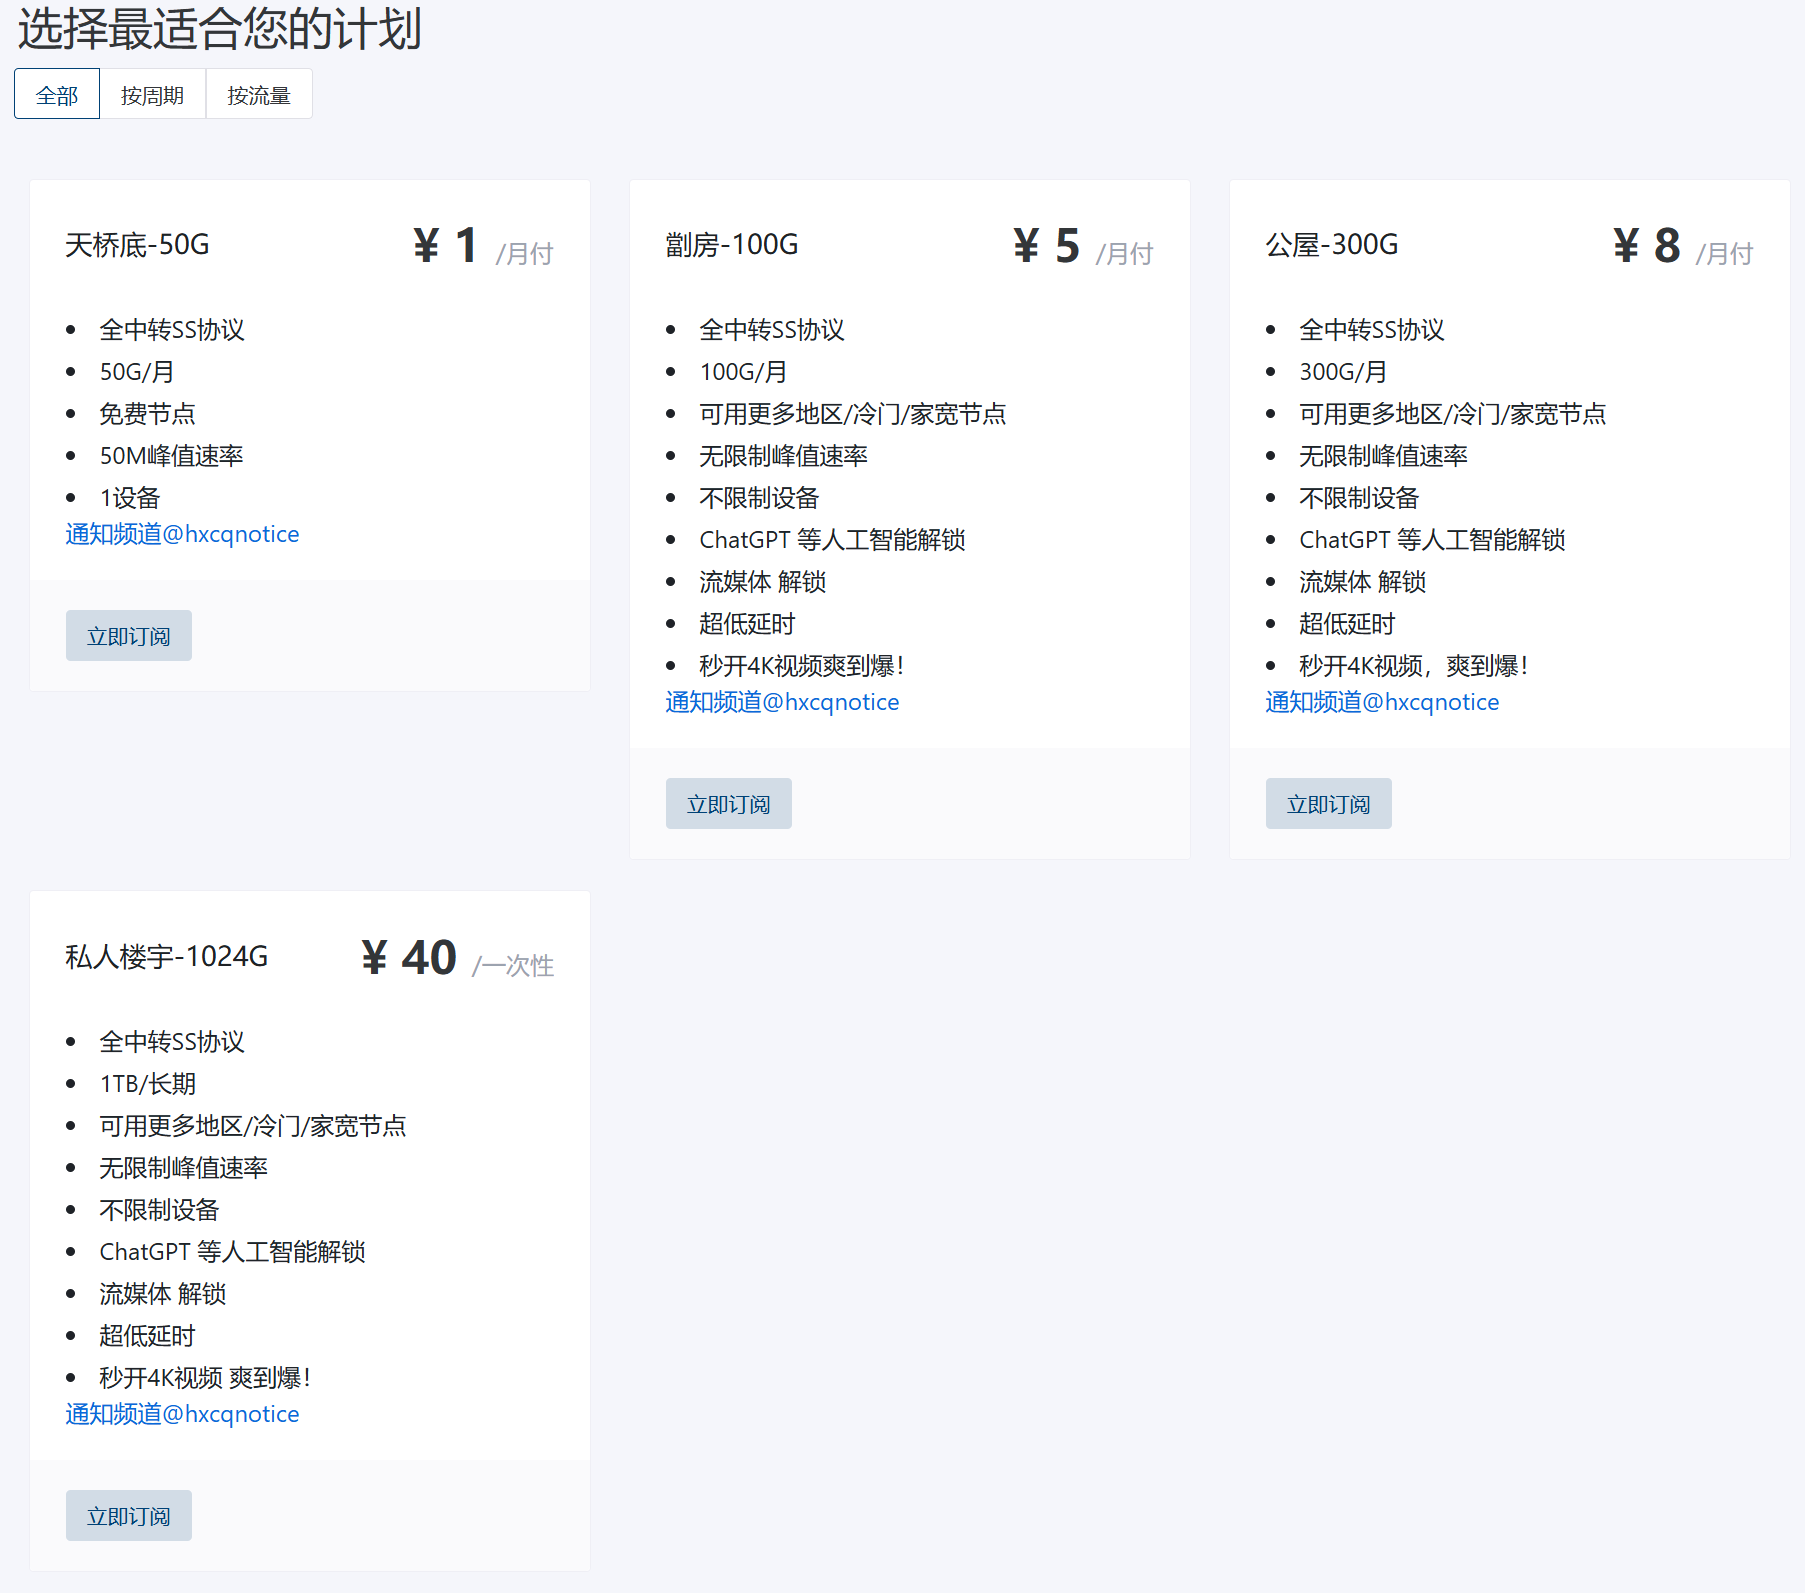 选择最适合您的计划
全部 按周期 按流量
天桥底-50G ¥ 1 /月付
全中转SS协议
50G/月
免费节点
50M峰值速率
1设备
通知频道@hxcqnotice
立即订阅
劏房-100G ¥ 5 /月付
全中转SS协议
100G/月
可用更多地区/冷门/家宽节点
无限制峰值速率
不限制设备
ChatGPT 等人工智能解锁
流媒体 解锁
超低延时
秒开4K视频爽到爆！
通知频道@hxcqnotice
立即订阅
公屋-300G ¥ 8 /月付
全中转SS协议
300G/月
可用更多地区/冷门/家宽节点
无限制峰值速率
不限制设备
ChatGPT 等人工智能解锁
流媒体 解锁
超低延时
秒开4K视频，爽到爆！
通知频道@hxcqnotice
立即订阅
私人楼宇-1024G ¥ 40 /一次性
全中转SS协议
1TB/长期
可用更多地区/冷门/家宽节点
无限制峰值速率
不限制设备
ChatGPT 等人工智能解锁
流媒体 解锁
超低延时
秒开4K视频 爽到爆！
通知频道@hxcqnotice
立即订阅